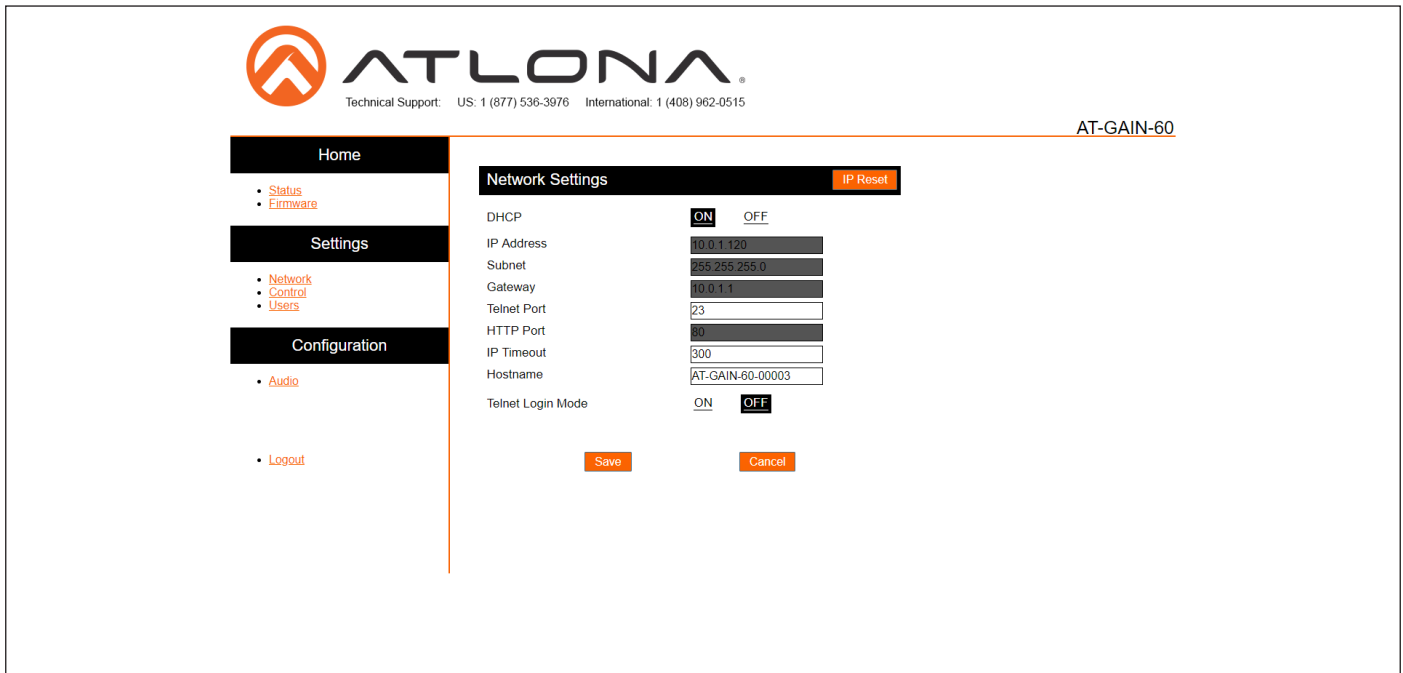 ATLONA®
Technical Support: US: 1 (877) 536-3976 International: 1 (408) 962-0515
AT-GAIN-60
Home
Status
Firmware
Settings
Network
Control
Users
Configuration
Audio
Logout
Network Settings IP Reset
DHCP ON OFF
IP Address 10.0.1.120
Subnet 255.255.255.0
Gateway 10.0.1.1
Telnet Port 23
HTTP Port 80
IP Timeout 300
Hostname AT-GAIN-60-00003
Telnet Login Mode ON OFF
Save Cancel